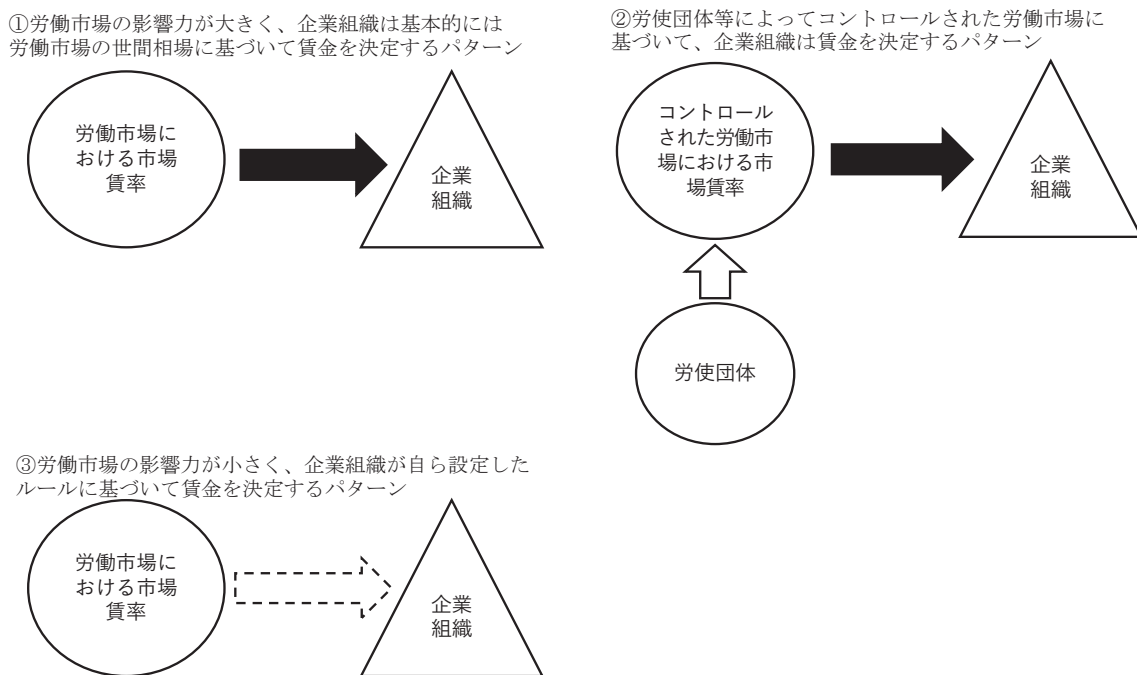 ①労働市場の影響力が大きく、企業組織は基本的には
労働市場の世間相場に基づいて賃金を決定するパターン
労働市場に
おける市場
賃率
企業
組織
②労使団体等によってコントロールされた労働市場に
基づいて、企業組織は賃金を決定するパターン
コントロール
された労働市
場における市
場賃率
企業
組織
労使団体
③労働市場の影響力が小さく、企業組織が自ら設定した
ルールに基づいて賃金を決定するパターン
労働市場に
おける市場
賃率
企業
組織